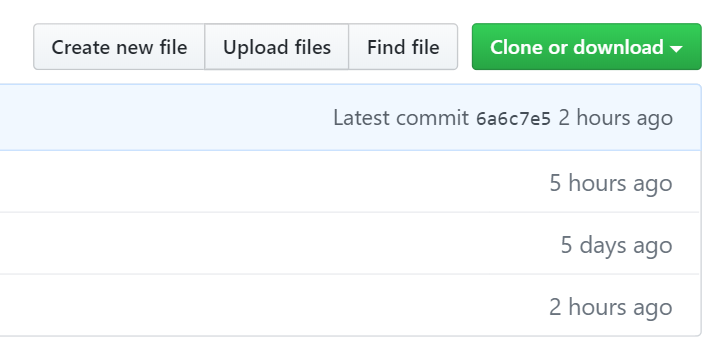 Create new file Upload files Find file Clone or download
Latest commit 6a6c7e5 2 hours ago
5 hours ago
5 days ago
2 hours ago